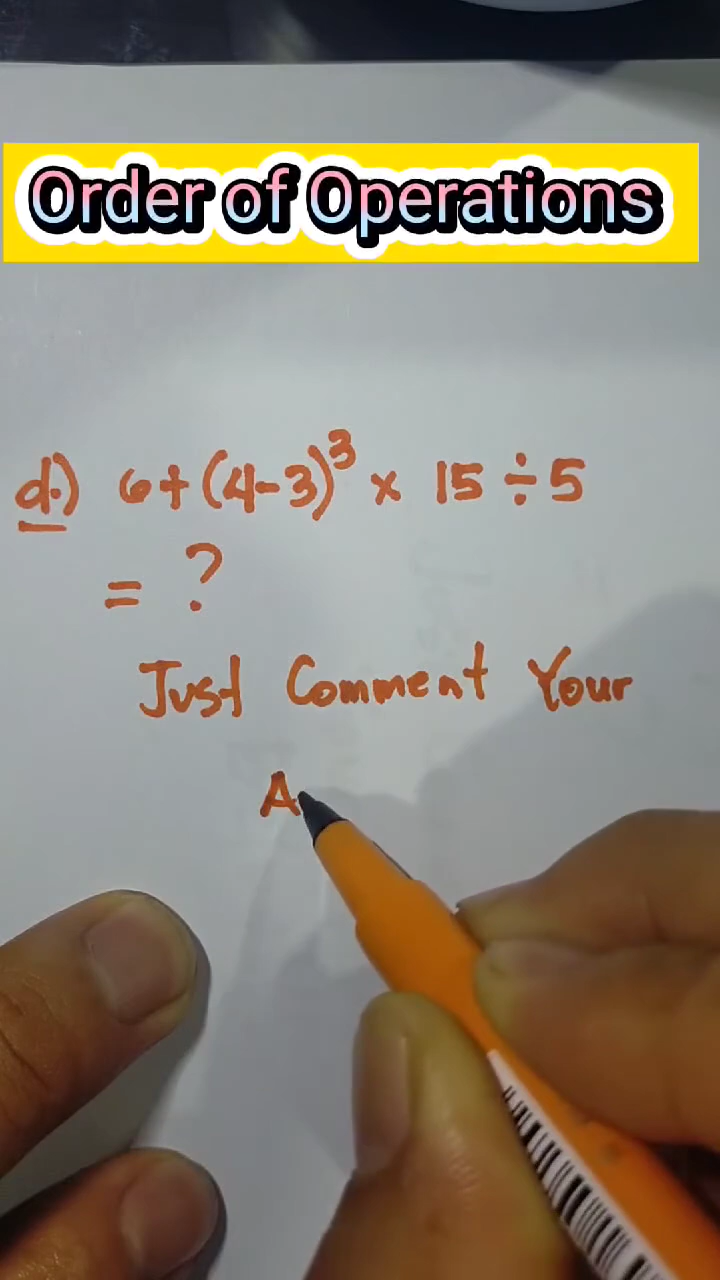 Order of Operations
d.) 6+(4-3)³ × 15 ÷ 5
= ?
Just Comment Your
A